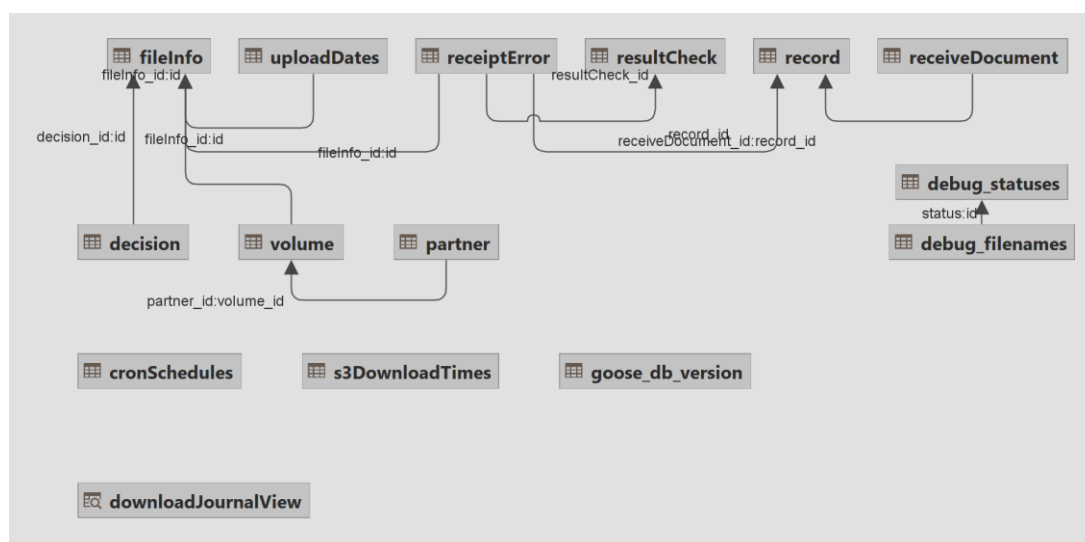 fileInfo
uploadDates
receiptError
resultCheck
record
receiveDocument
fileInfo_id:id
resultCheck_id
decision_id:id
fileInfo_id:id
fileInfo_id:id
record_id
receiveDocument_id:record_id
debug_statuses
status:id
decision
volume
partner
debug_filenames
partner_id:volume_id
cronSchedules
s3DownloadTimes
goose_db_version
downloadJournalView